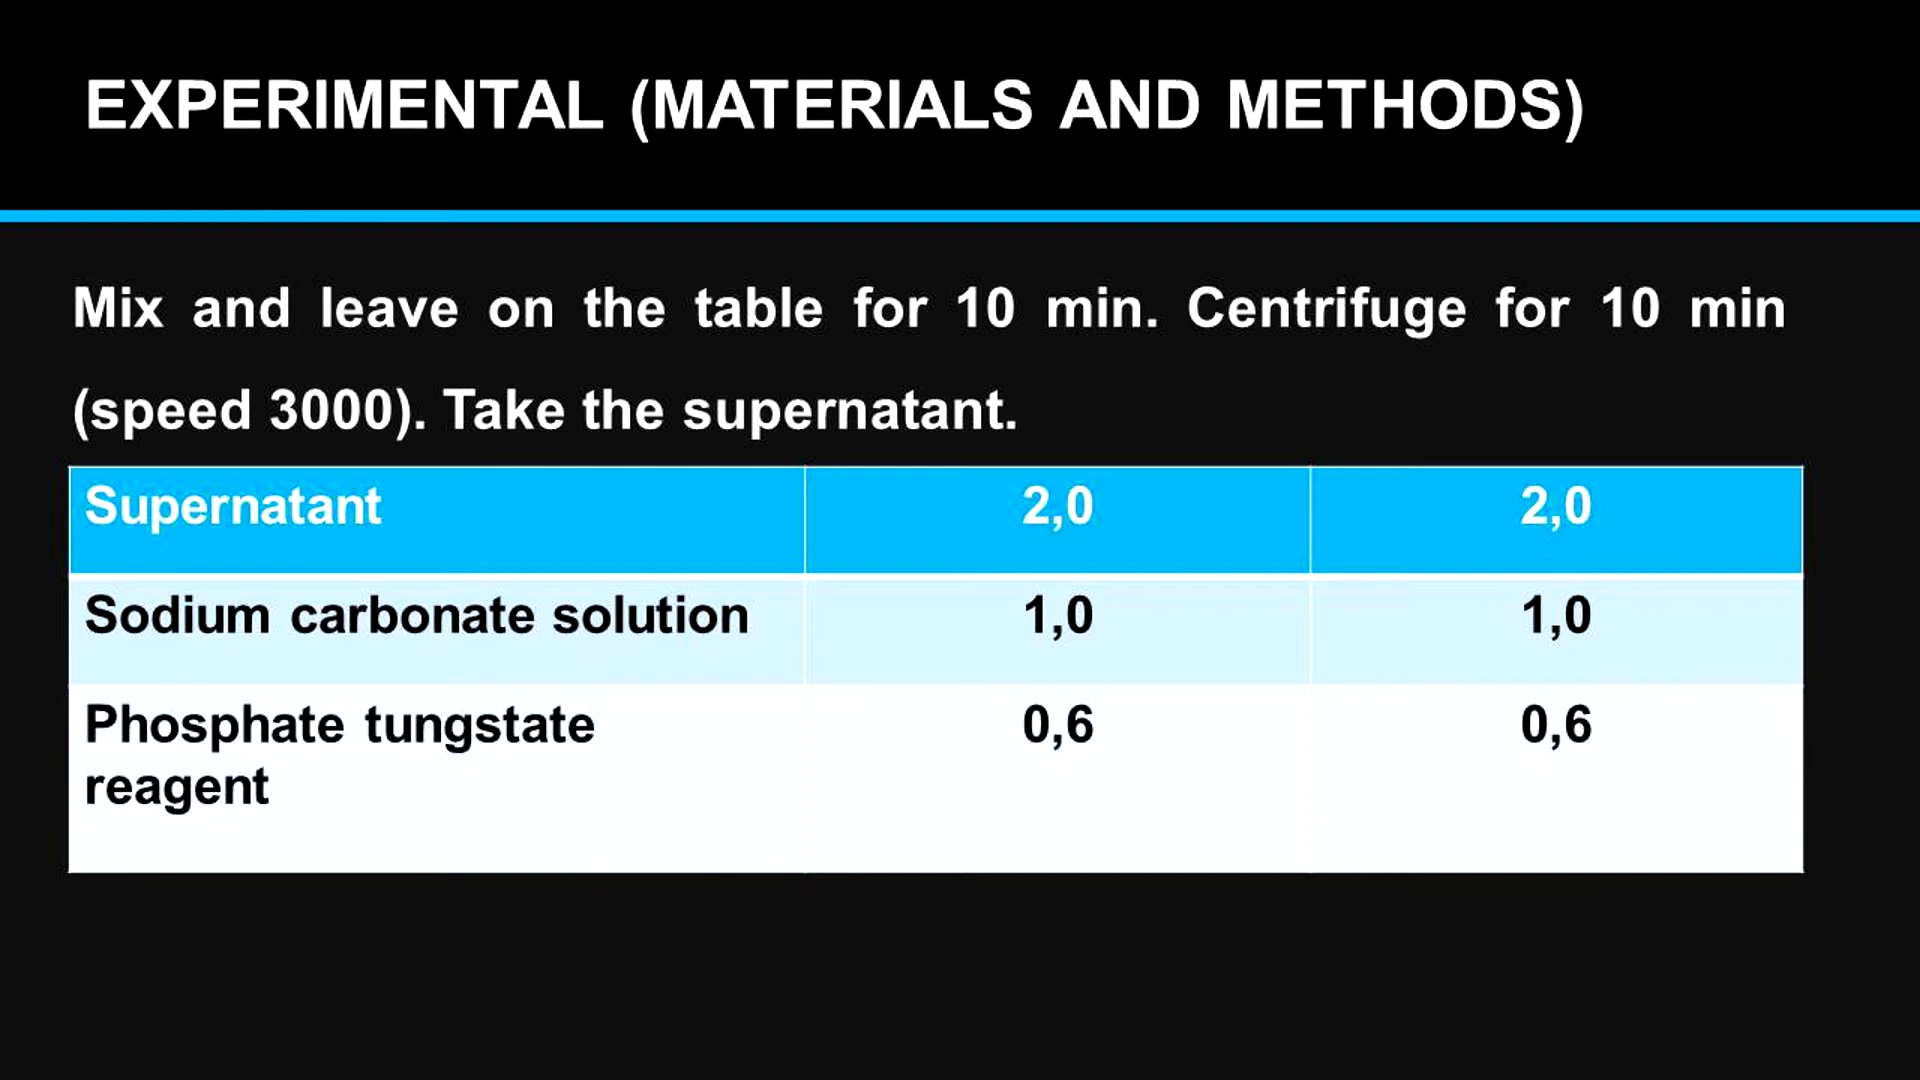 EXPERIMENTAL (MATERIALS AND METHODS)
Mix and leave on the table for 10 min. Centrifuge for 10 min
(speed 3000). Take the supernatant.
Supernatant 2,0 2,0
Sodium carbonate solution 1,0 1,0
Phosphate tungstate 0,6 0,6
reagent